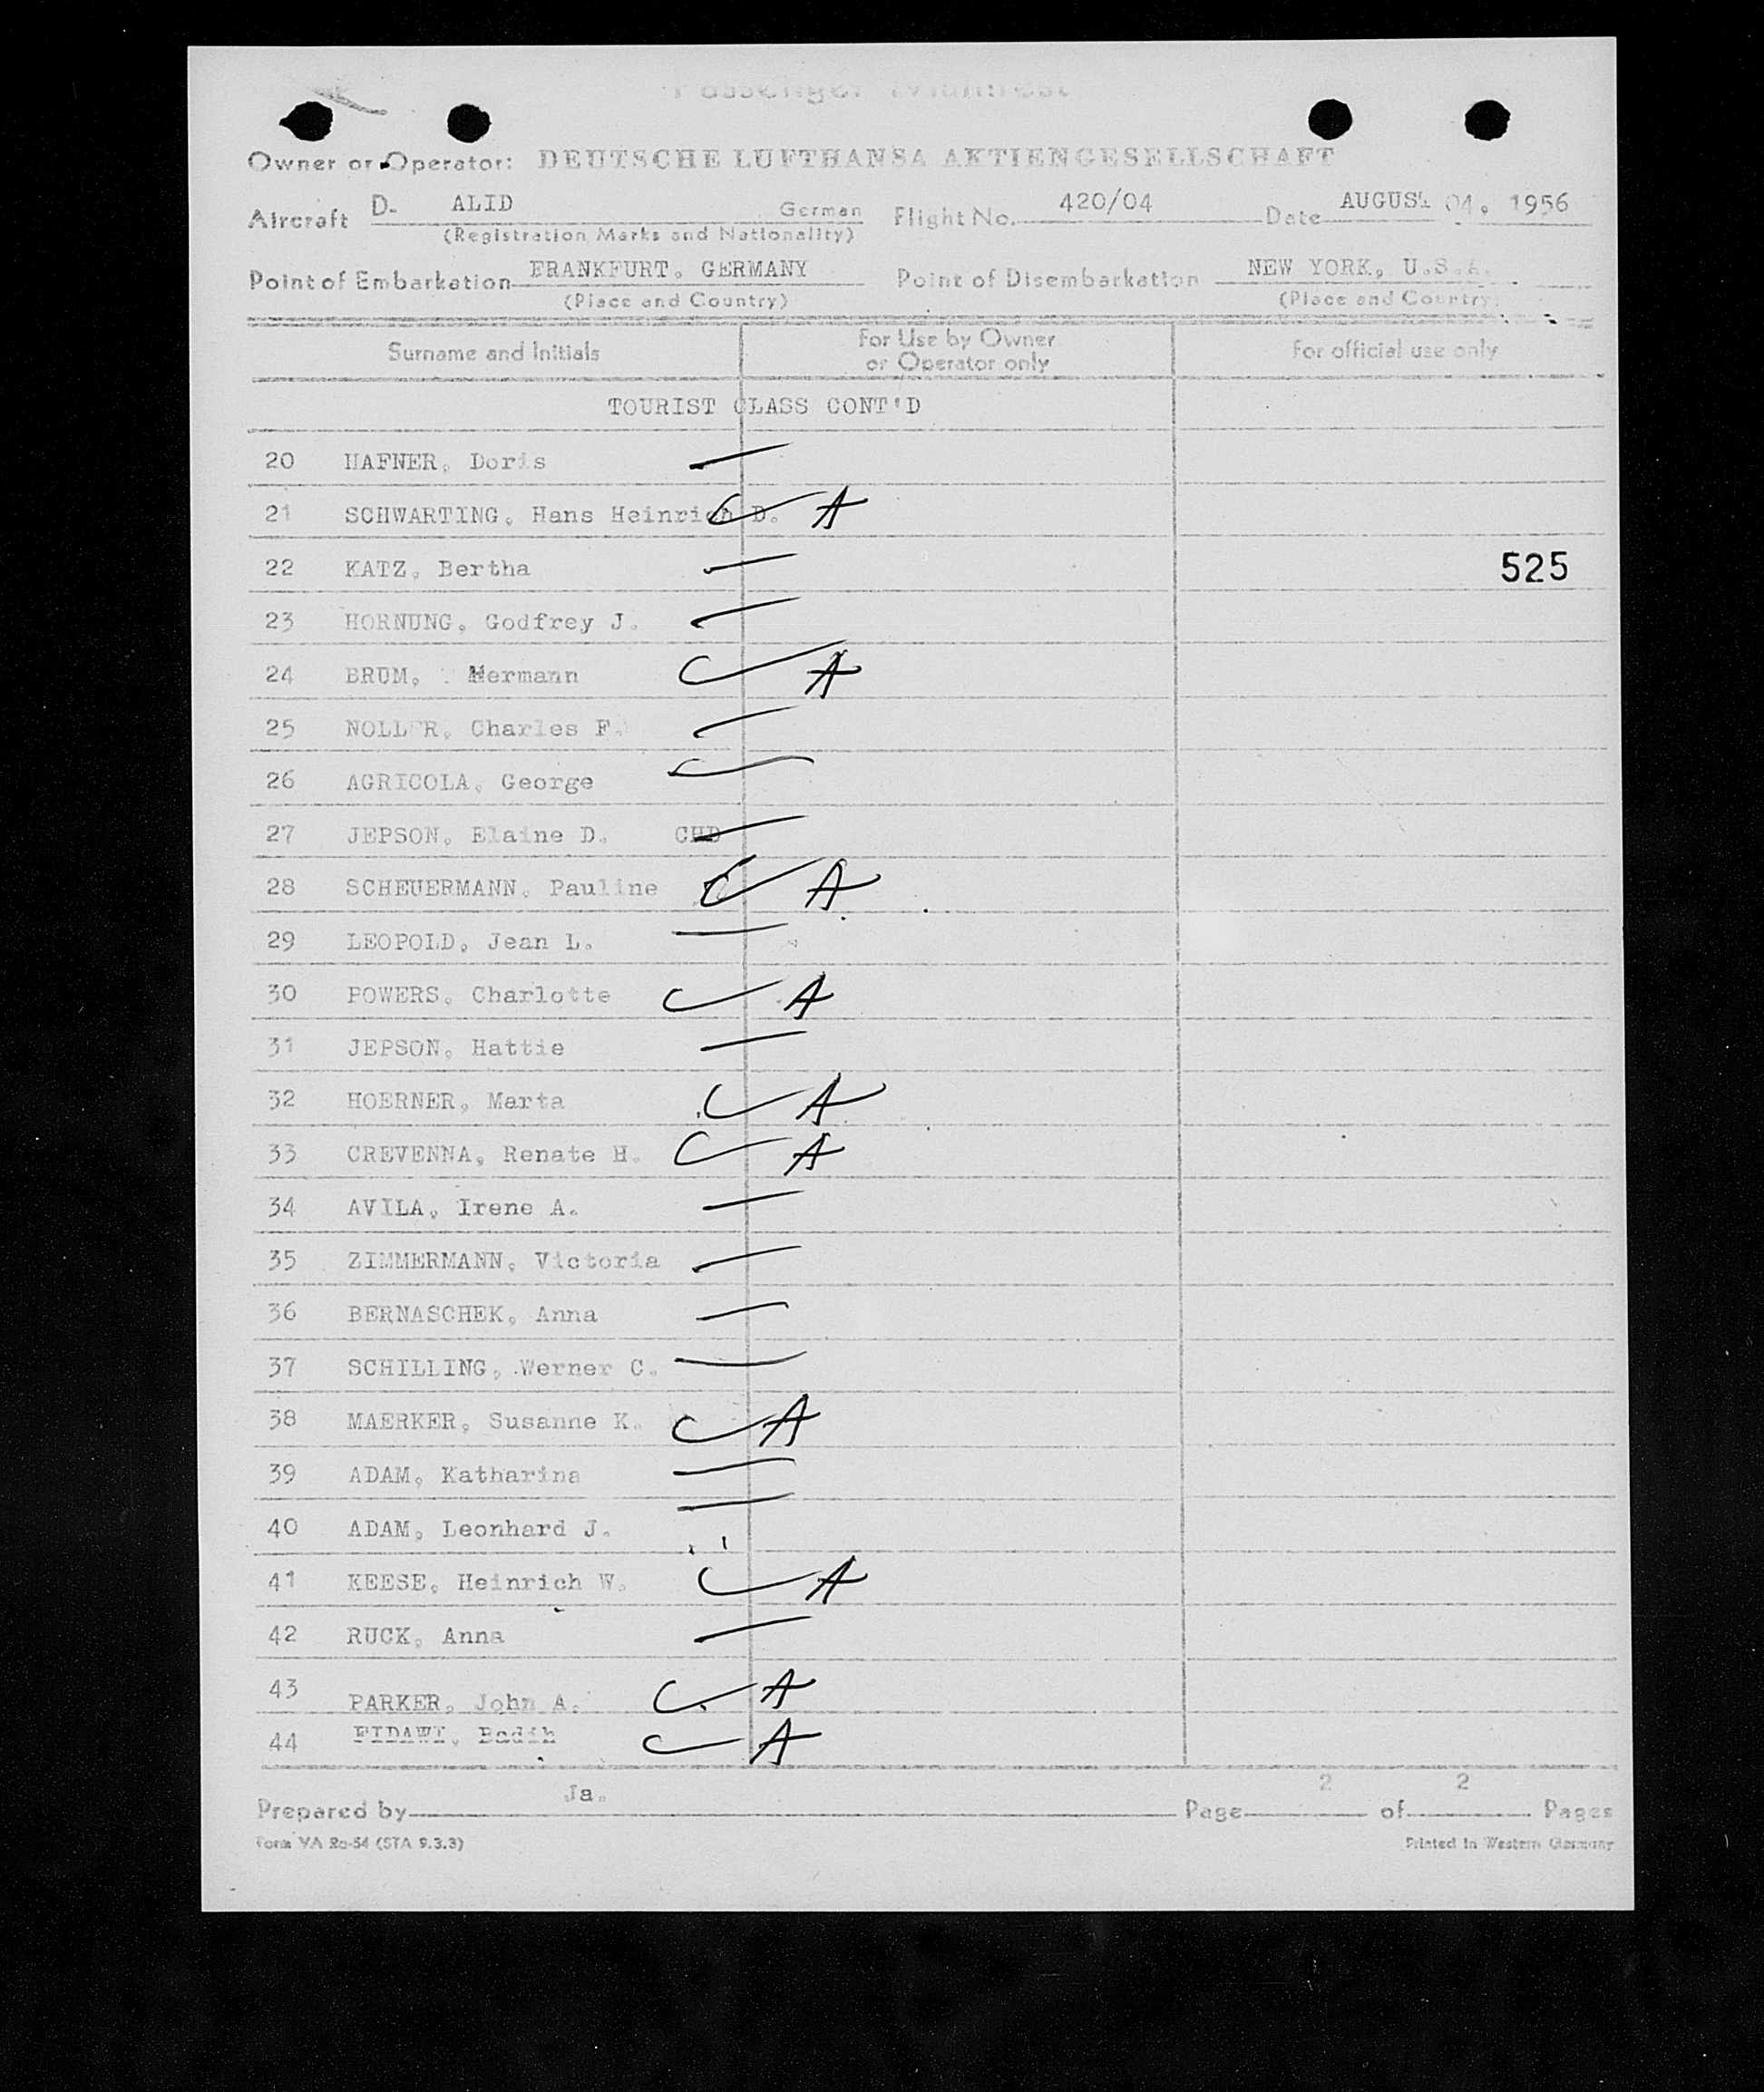 Passenger Manifest
Owner or Operator: DEUTSCHE LUFTHANSA AKTIENGESELLSCHAFT
Aircraft D- ALID German Flight No. 420/04 Date AUGUST 04, 1956
(Registration Marks and Nationality)
Point of Embarkation FRANKFURT, GERMANY Point of Disembarkation NEW YORK, U.S.A.
(Place and Country) (Place and Country)
Surname and Initials For Use by Owner or Operator only For official use only
TOURIST CLASS CONT'D
20 HAFNER, Doris
21 SCHWARTING, Hans Heinrich D. A
22 KATZ, Bertha 525
23 HORNUNG, Godfrey J.
24 BRUM, Hermann A
25 NOLLER, Charles F.
26 AGRICOLA, George
27 JEPSON, Elaine D. CHD
28 SCHEUERMANN, Pauline A
29 LEOPOLD, Jean L.
30 POWERS, Charlotte A
31 JEPSON, Hattie
32 HOERNER, Marta A
33 CREVENNA, Renate H. A
34 AVILA, Irene A.
35 ZIMMERMANN, Victoria
36 BERNASCHEK, Anna
37 SCHILLING, Werner C.
38 MAERKER, Susanne K. A
39 ADAM, Katharina
40 ADAM, Leonhard J.
41 KEESE, Heinrich W. A
42 RUCK, Anna
43 PARKER, John A. A
44 FIDAWI, Badih A
Prepared by Ja. Page 2 of 2 Pages
Form VA Ro-54 (STA 9.3.3) Printed in Western Germany